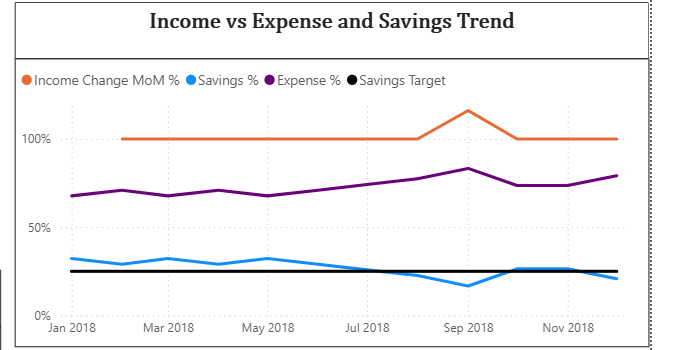 Income vs Expense and Savings Trend
Income Change MoM % Savings % Expense % Savings Target
100%
50%
0%
Jan 2018 Mar 2018 May 2018 Jul 2018 Sep 2018 Nov 2018